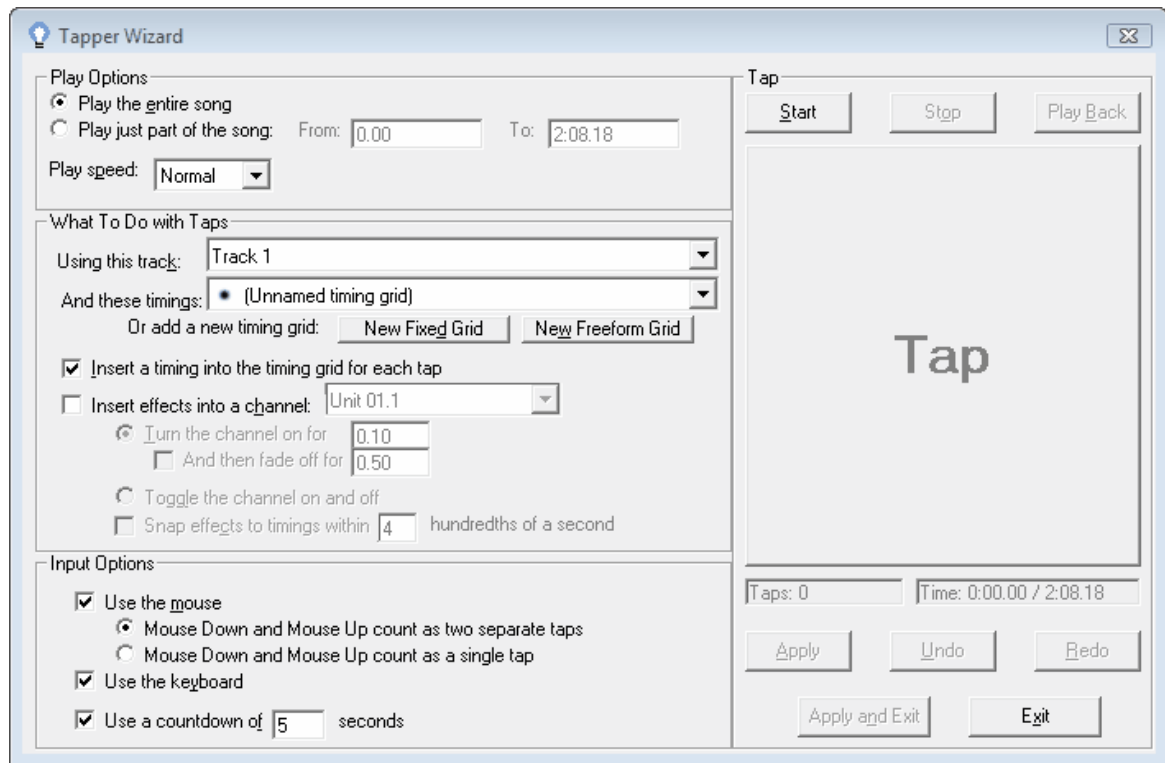 Tapper Wizard
Play Options
Play the entire song
Play just part of the song: From: 0.00 To: 2:08.18
Play speed: Normal
What To Do with Taps
Using this track: Track 1
And these timings: (Unnamed timing grid)
Or add a new timing grid: New Fixed Grid New Freeform Grid
Insert a timing into the timing grid for each tap
Insert effects into a channel: Unit 01.1
Turn the channel on for 0.10
And then fade off for 0.50
Toggle the channel on and off
Snap effects to timings within 4 hundredths of a second
Input Options
Use the mouse
Mouse Down and Mouse Up count as two separate taps
Mouse Down and Mouse Up count as a single tap
Use the keyboard
Use a countdown of 5 seconds
Tap
Start Stop Play Back
Tap
Taps: 0 Time: 0:00.00 / 2:08.18
Apply Undo Redo
Apply and Exit Exit